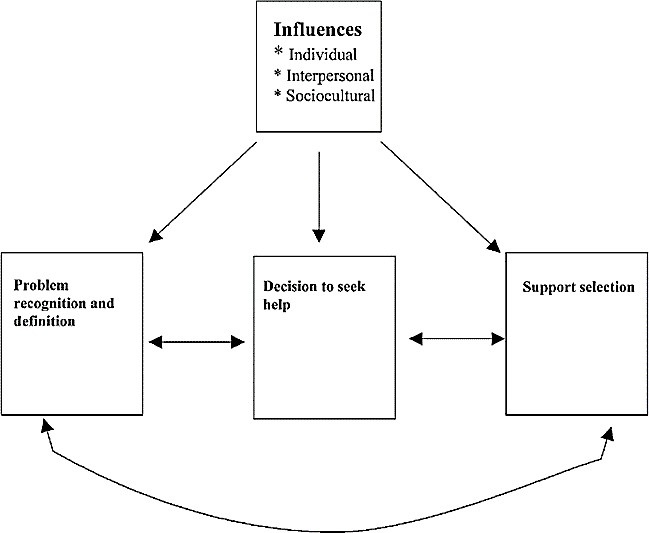 Influences
* Individual
* Interpersonal
* Sociocultural
Problem
recognition and
definition
Decision to seek
help
Support selection